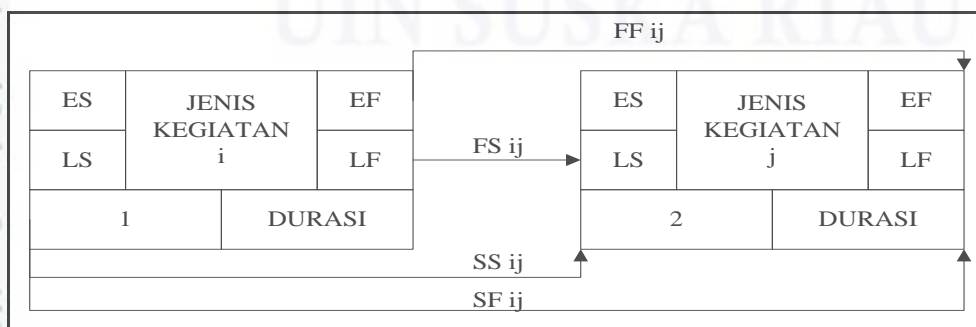 UIN SUSKA RIAU
FF ij
ES JENIS KEGIATAN i EF
LS LF
1 DURASI
FS ij
ES JENIS KEGIATAN j EF
LS LF
2 DURASI
SS ij
SF ij